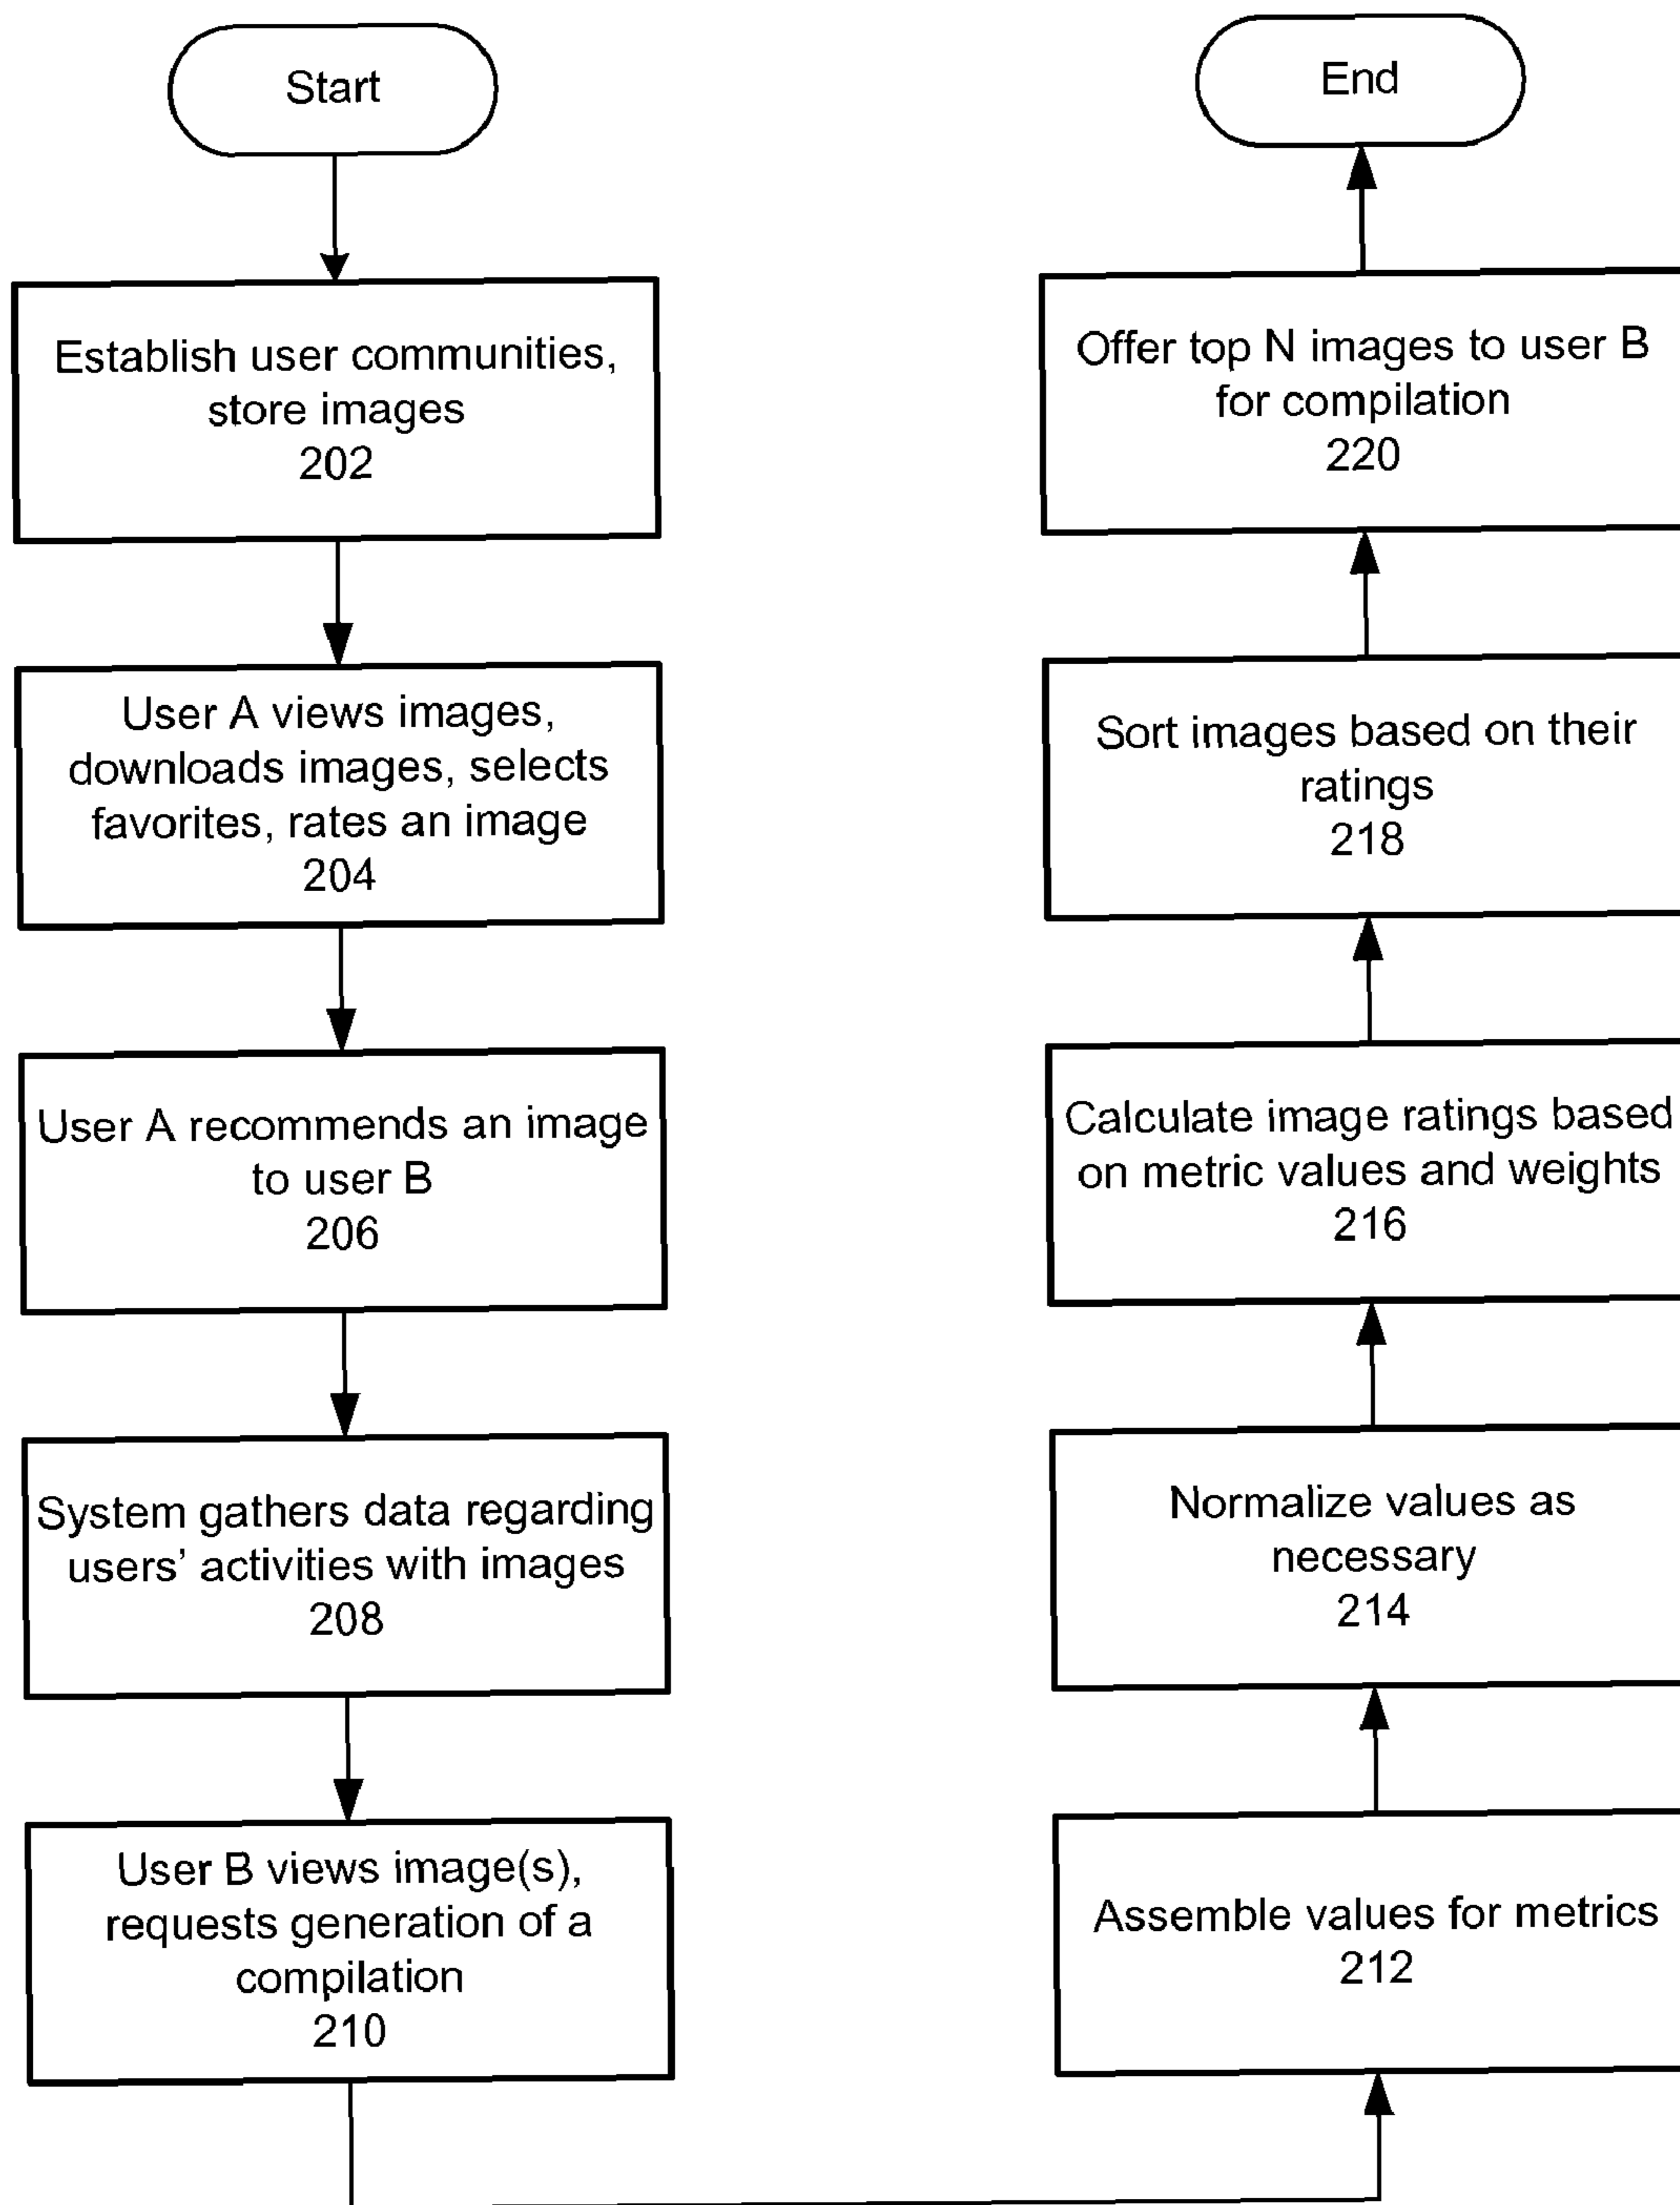 Start
Establish user communities,
store images
202
User A views images,
downloads images, selects
favorites, rates an image
204
User A recommends an image
to user B
206
System gathers data regarding
users’ activities with images
208
User B views image(s),
requests generation of a
compilation
210
End
Offer top N images to user B
for compilation
220
Sort images based on their
ratings
218
Calculate image ratings based
on metric values and weights
216
Normalize values as
necessary
214
Assemble values for metrics
212